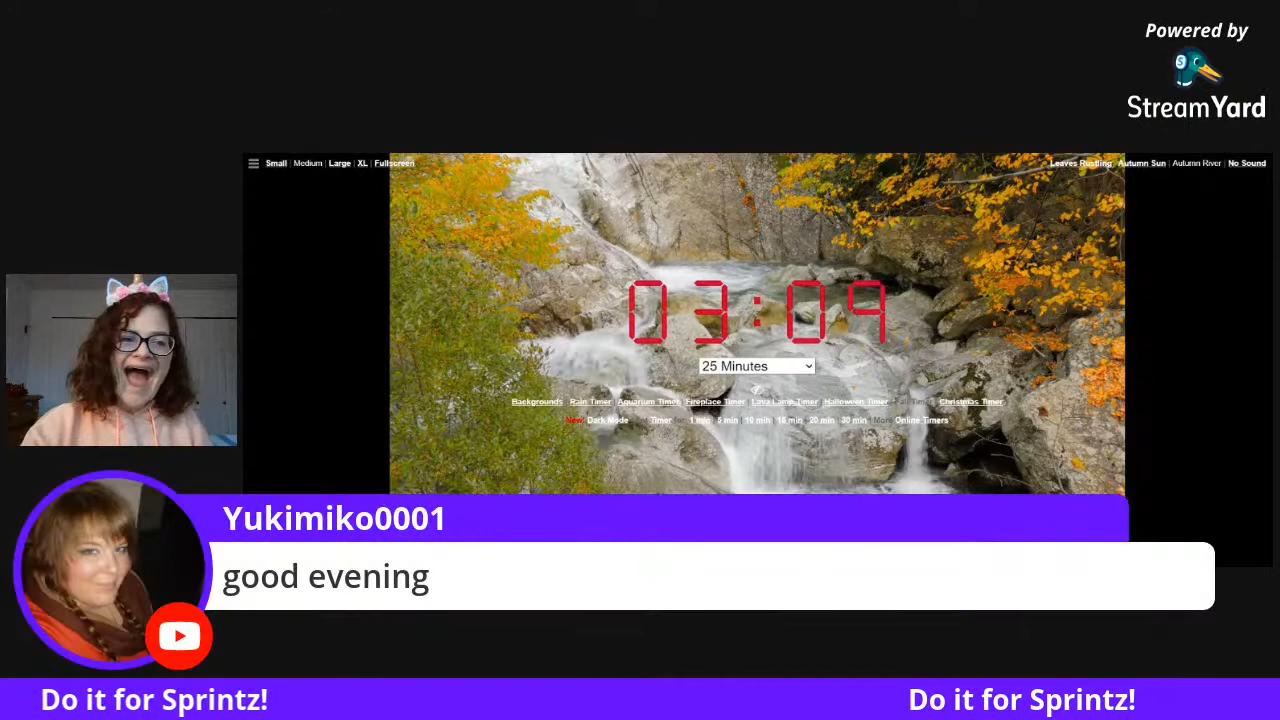 Powered by
StreamYard
Small | Medium | Large | XL | Fullscreen
Leaves Rustling | Autumn Sun | Autumn River | No Sound
03:09
25 Minutes
Backgrounds Rain Timer Aquarium Timer Fireplace Timer Lava Lamp Timer Halloween Timer Fall Timer Christmas Timer
New! Dark Mode Timer for 1 min 5 min 10 min 15 min 20 min 30 min More Online Timers
Yukimiko0001
good evening
Do it for Sprintz! Do it for Sprintz!